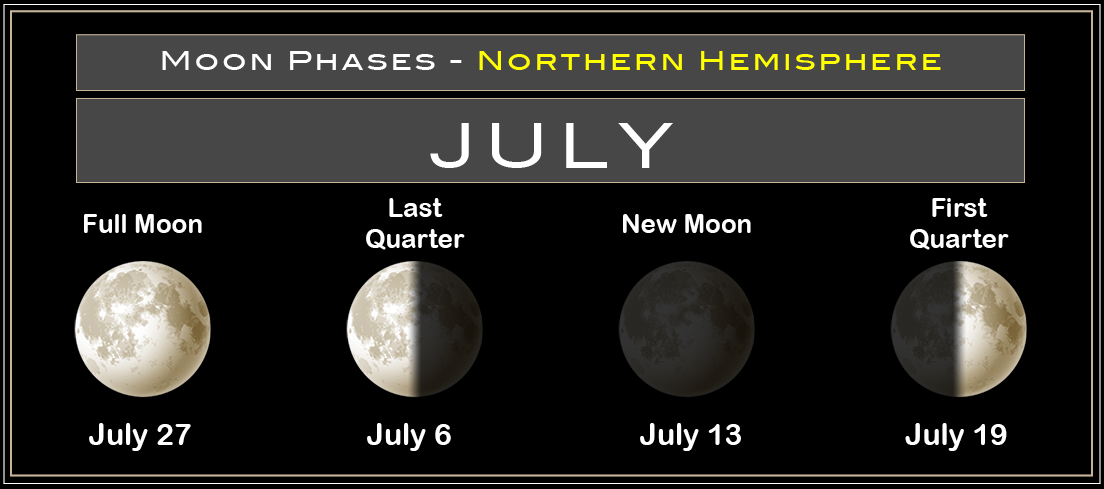 Moon Phases - Northern Hemisphere
JULY
Full Moon
Last
Quarter
New Moon
First
Quarter
July 27
July 6
July 13
July 19